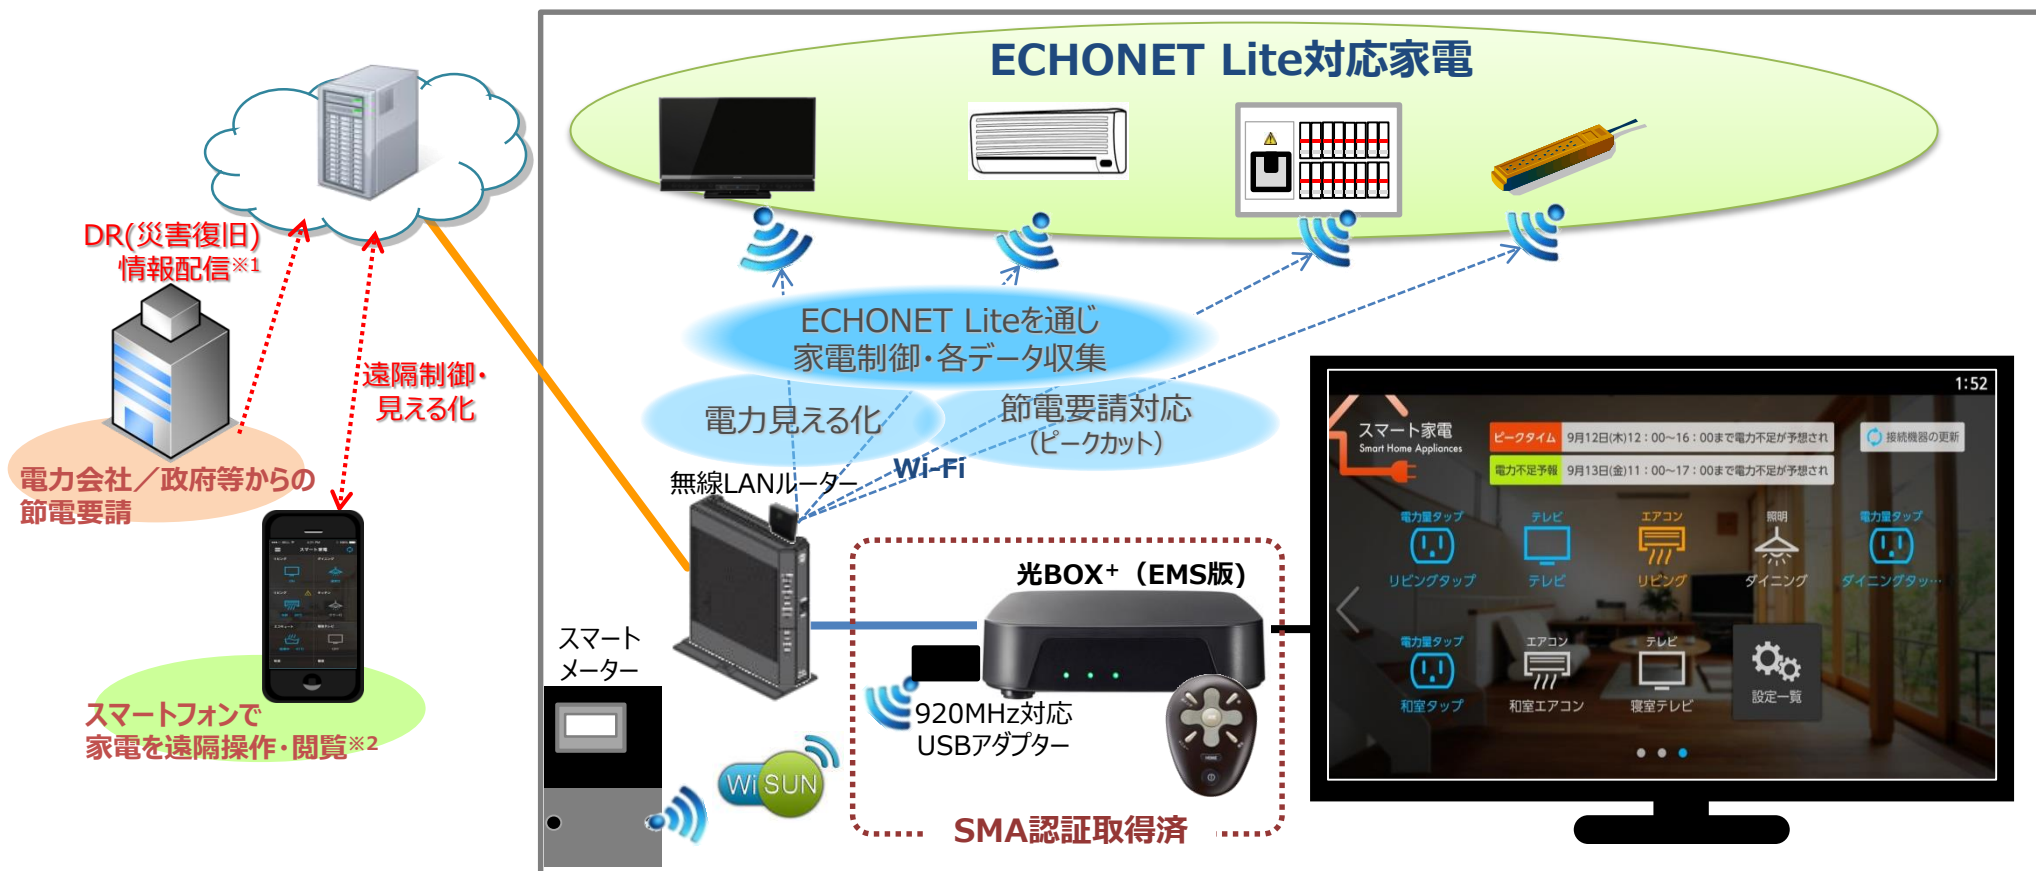 ECHONET Lite対応家電
DR(災害復旧)
情報配信※1
遠隔制御・
見える化
電力会社／政府等からの
節電要請
スマートフォンで
家電を遠隔操作・閲覧※2
スマート家電
ECHONET Liteを通じ
家電制御・各データ収集
電力見える化
節電要請対応
（ピークカット）
Wi-Fi
無線LANルーター
光BOX+（EMS版）
スマート
メーター
920MHz対応
USBアダプター
Wi SUN
SMA認証取得済
1:52
スマート家電
Smart Home Appliances
ピークタイム 9月12日(木)12：00～16：00まで電力不足が予想され
接続機器の更新
電力不足予報 9月13日(金)11：00～17：00まで電力不足が予想され
電力量タップ テレビ エアコン 照明 電力量タップ
リビングタップ テレビ リビング ダイニング ダイニングタッ…
電力量タップ エアコン テレビ
和室タップ 和室エアコン 寝室テレビ 設定一覧